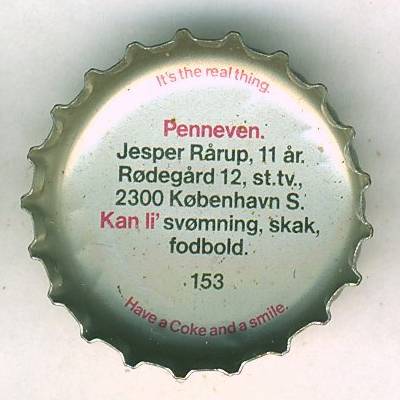 It's the real thing.
Penneven.
Jesper Rårup, 11 år.
Rødegård 12, st.tv.,
2300 København S.
Kan li' svømning, skak,
fodbold.
153
Have a Coke and a smile.